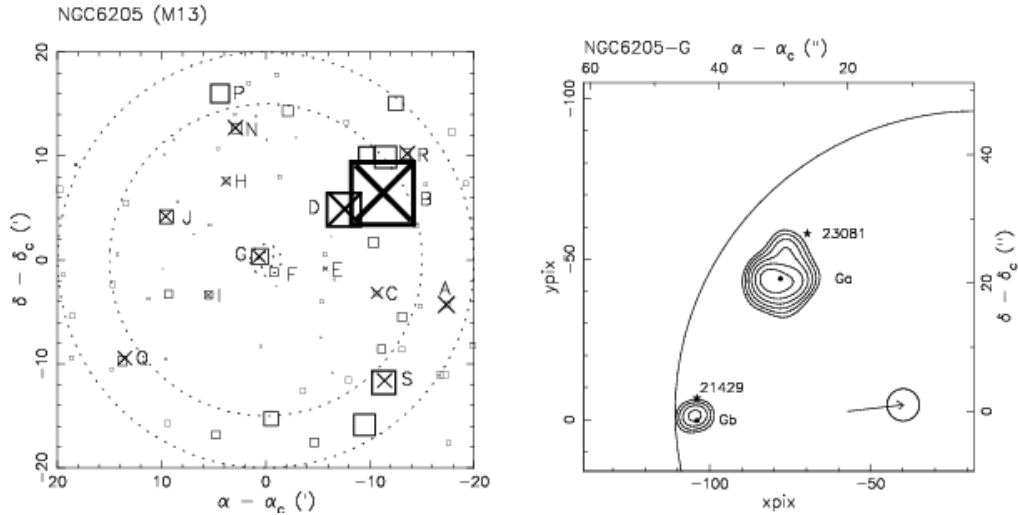 NGC6205 (M13)
20
P
N
R
10
H
B
D
J
G
δ − δc (')
0
F
E
I
C
A
−10
Q
S
−20
20
10
0
−10
−20
α − αc (')
NGC6205−G α − αc ('')
60
40
20
−100
40
23081
Ga
−50
ypix
20
δ − δc ('')
21429
Gb
0
0
−100
−50
xpix